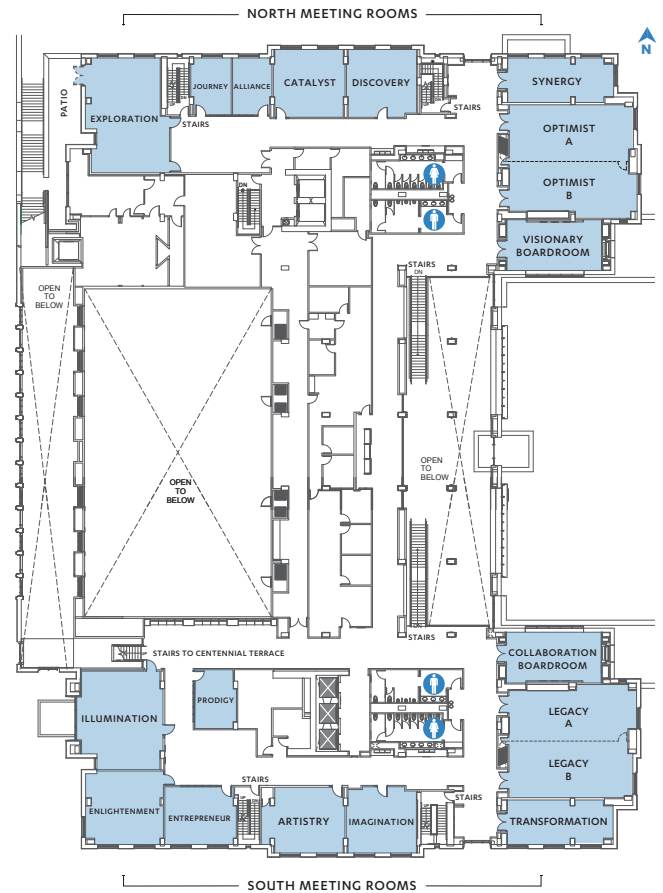 NORTH MEETING ROOMS
N
PATIO
EXPLORATION
JOURNEY
ALLIANCE
CATALYST
DISCOVERY
STAIRS
STAIRS
SYNERGY
OPTIMIST
A
OPTIMIST
B
VISIONARY
BOARDROOM
DN
STAIRS
DN
OPEN
TO
BELOW
OPEN
TO
BELOW
OPEN
TO
BELOW
STAIRS
STAIRS TO CENTENNIAL TERRACE
COLLABORATION
BOARDROOM
ILLUMINATION
PRODIGY
LEGACY
A
LEGACY
B
ENLIGHTENMENT
ENTREPRENEUR
STAIRS
ARTISTRY
IMAGINATION
STAIRS
TRANSFORMATION
SOUTH MEETING ROOMS